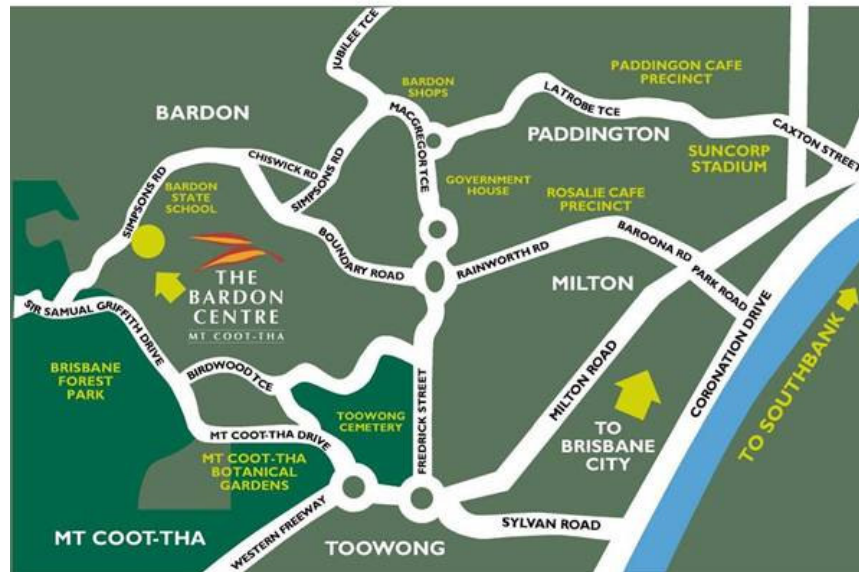 JUBILEE TCE
PADDINGON CAFE
PRECINCT
BARDON
SHOPS
LATROBE TCE
BARDON
MACGREGOR TCE
PADDINGTON
CAXTON STREET
SUNCORP
STADIUM
CHISWICK RD
SIMPSONS RD
SIMPSONS RD
BARDON
STATE
SCHOOL
GOVERNMENT
HOUSE
ROSALIE CAFE
PRECINCT
BOUNDARY ROAD
RAINWORTH RD
BAROONA RD
PARK ROAD
THE
BARDON
CENTRE
MT COOT-THA
MILTON
SIR SAMUAL GRIFFITH DRIVE
CORONATION DRIVE
BRISBANE
FOREST
PARK
BIRDWOOD TCE
MILTON ROAD
TO SOUTHBANK
TOOWONG
CEMETERY
FREDRICK STREET
TO
BRISBANE
CITY
MT COOT-THA DRIVE
MT COOT-THA
BOTANICAL
GARDENS
MT COOT-THA
WESTERN FREEWAY
TOOWONG
SYLVAN ROAD